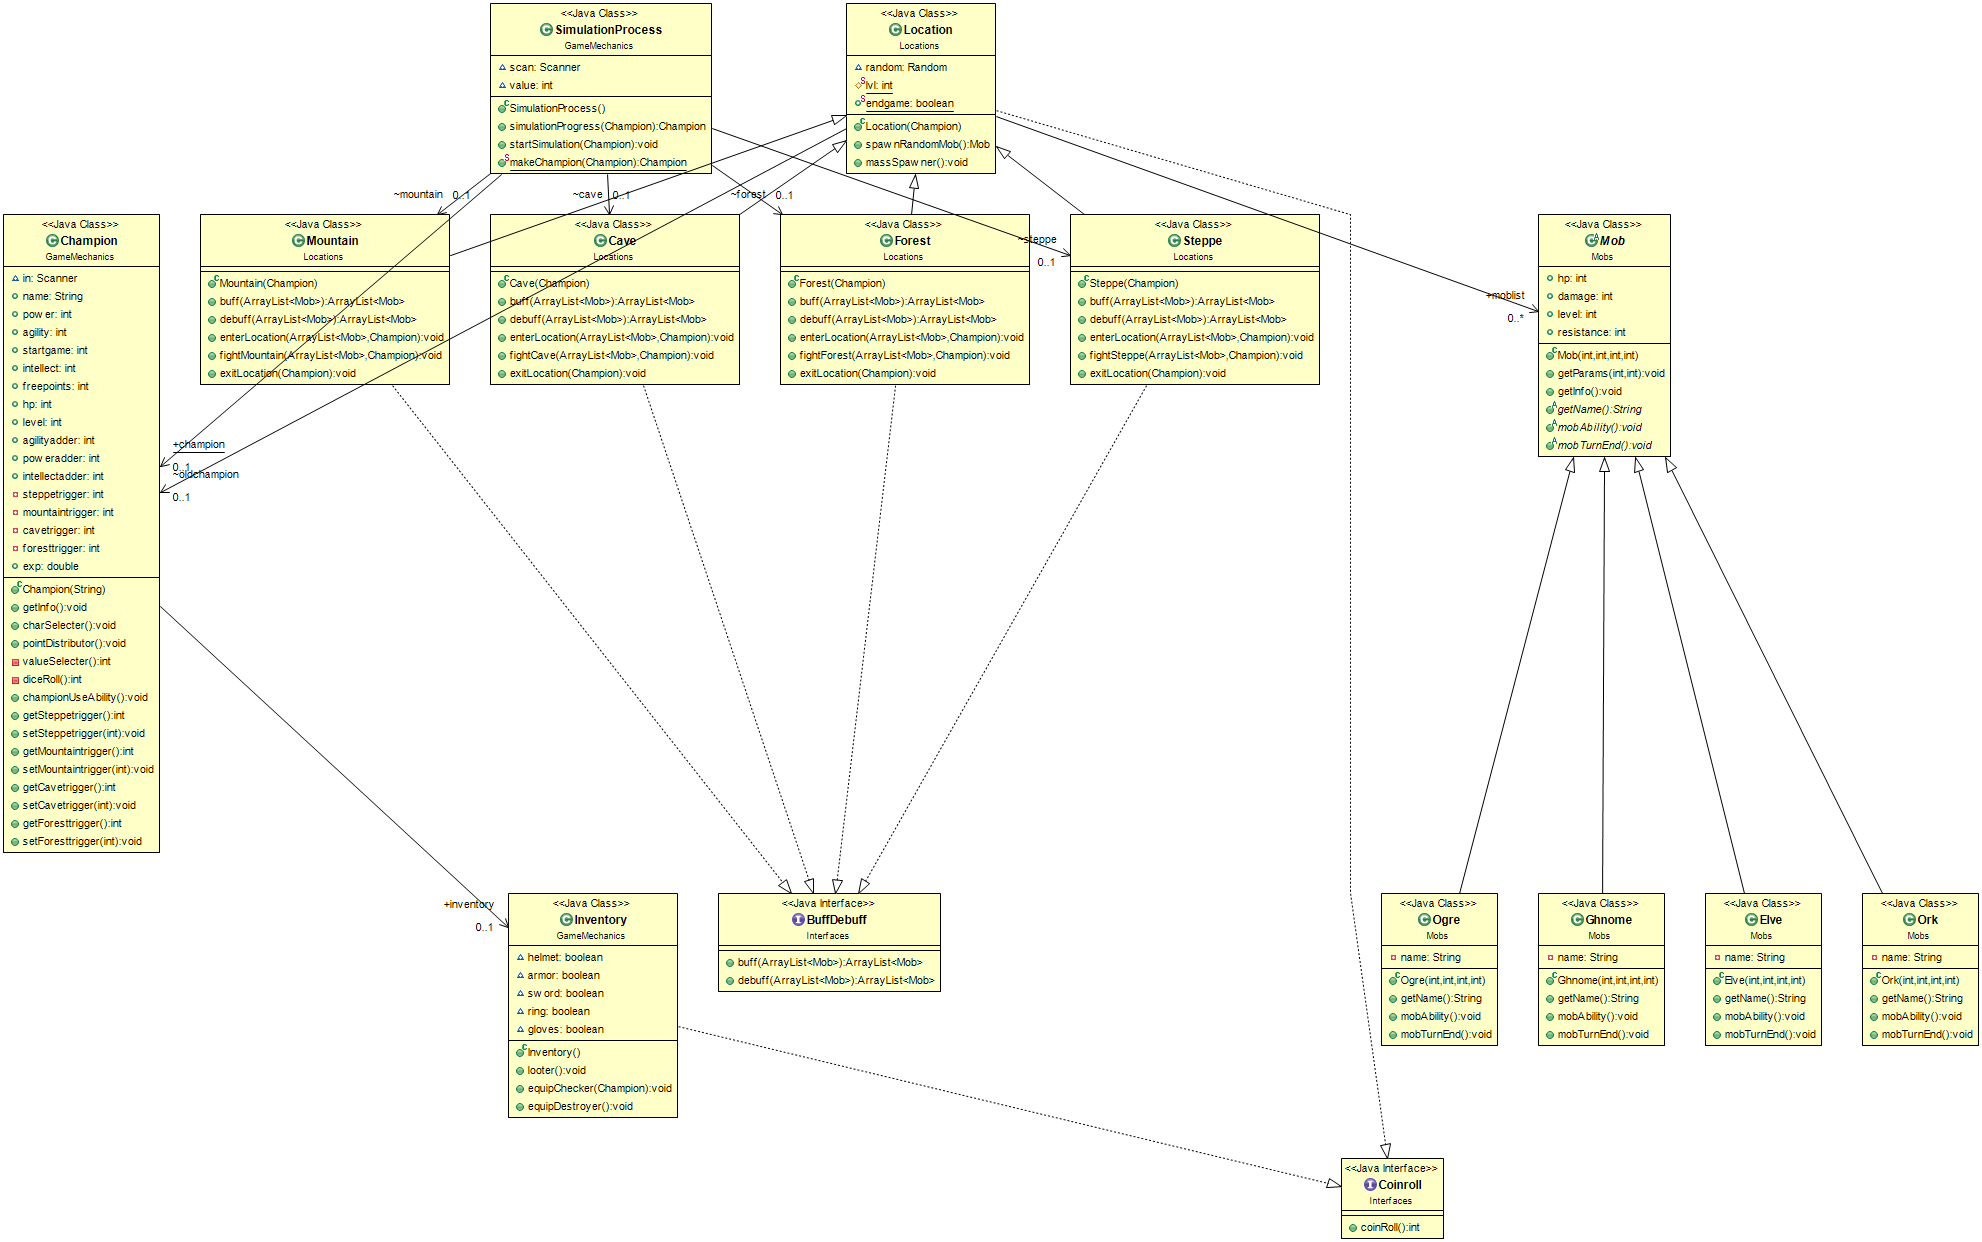 <<Java Class>>
SimulationProcess
GameMechanics
scan: Scanner
value: int
SimulationProcess()
simulationProgress(Champion):Champion
startSimulation(Champion):void
makeChampion(Champion):Champion
<<Java Class>>
Location
Locations
random: Random
lvl: int
endgame: boolean
Location(Champion)
spawnRandomMob():Mob
massSpawner():void
~mountain 0..1
~cave 0..1
~forest 0..1
~steppe
0..1
+moblist
0..*
<<Java Class>>
Champion
GameMechanics
in: Scanner
name: String
power: int
agility: int
startgame: int
intellect: int
freepoints: int
hp: int
level: int
agilityadder: int
poweradder: int
intellectadder: int
steppetrigger: int
mountaintrigger: int
cavetrigger: int
foresttrigger: int
exp: double
Champion(String)
getInfo():void
charSelecter():void
pointDistributor():void
valueSelecter():int
diceRoll():int
championUseAbility():void
getSteppetrigger():int
setSteppetrigger(int):void
getMountaintrigger():int
setMountaintrigger(int):void
getCavetrigger():int
setCavetrigger(int):void
getForesttrigger():int
setForesttrigger(int):void
+champion
0..1
~oldchampion
0..1
<<Java Class>>
Mountain
Locations
Mountain(Champion)
buff(ArrayList<Mob>):ArrayList<Mob>
debuff(ArrayList<Mob>):ArrayList<Mob>
enterLocation(ArrayList<Mob>,Champion):void
fightMountain(ArrayList<Mob>,Champion):void
exitLocation(Champion):void
<<Java Class>>
Cave
Locations
Cave(Champion)
buff(ArrayList<Mob>):ArrayList<Mob>
debuff(ArrayList<Mob>):ArrayList<Mob>
enterLocation(ArrayList<Mob>,Champion):void
fightCave(ArrayList<Mob>,Champion):void
exitLocation(Champion):void
<<Java Class>>
Forest
Locations
Forest(Champion)
buff(ArrayList<Mob>):ArrayList<Mob>
debuff(ArrayList<Mob>):ArrayList<Mob>
enterLocation(ArrayList<Mob>,Champion):void
fightForest(ArrayList<Mob>,Champion):void
exitLocation(Champion):void
<<Java Class>>
Steppe
Locations
Steppe(Champion)
buff(ArrayList<Mob>):ArrayList<Mob>
debuff(ArrayList<Mob>):ArrayList<Mob>
enterLocation(ArrayList<Mob>,Champion):void
fightSteppe(ArrayList<Mob>,Champion):void
exitLocation(Champion):void
<<Java Class>>
Mob
Mobs
hp: int
damage: int
level: int
resistance: int
Mob(int,int,int,int)
getParams(int,int):void
getInfo():void
getName():String
mobAbility():void
mobTurnEnd():void
+inventory
0..1
<<Java Class>>
Inventory
GameMechanics
helmet: boolean
armor: boolean
sword: boolean
ring: boolean
gloves: boolean
Inventory()
looter():void
equipChecker(Champion):void
equipDestroyer():void
<<Java Interface>>
BuffDebuff
Interfaces
buff(ArrayList<Mob>):ArrayList<Mob>
debuff(ArrayList<Mob>):ArrayList<Mob>
<<Java Class>>
Ogre
Mobs
name: String
Ogre(int,int,int,int)
getName():String
mobAbility():void
mobTurnEnd():void
<<Java Class>>
Ghnome
Mobs
name: String
Ghnome(int,int,int,int)
getName():String
mobAbility():void
mobTurnEnd():void
<<Java Class>>
Elve
Mobs
name: String
Elve(int,int,int,int)
getName():String
mobAbility():void
mobTurnEnd():void
<<Java Class>>
Ork
Mobs
name: String
Ork(int,int,int,int)
getName():String
mobAbility():void
mobTurnEnd():void
<<Java Interface>>
Coinroll
Interfaces
coinRoll():int